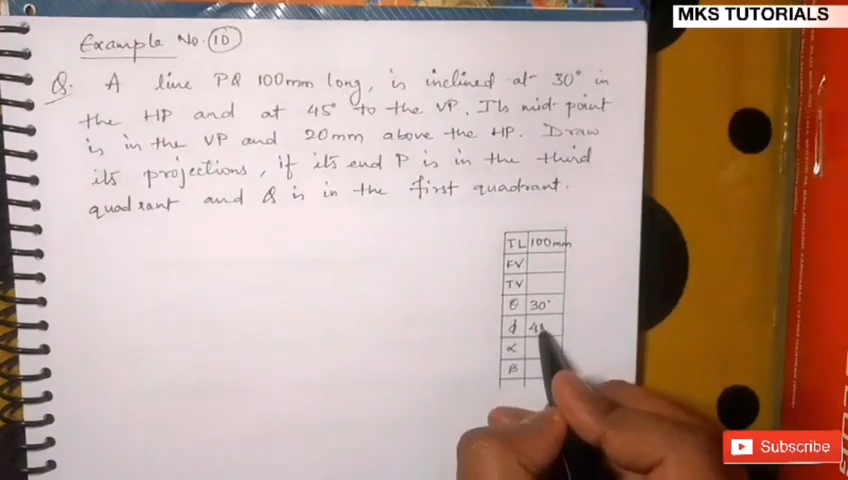 MKS TUTORIALS
Example No. 10
Q. A line PQ 100mm long, is inclined at 30° in
the HP and at 45° to the VP. Its mid-point
is in the VP and 20mm above the HP. Draw
its projections, if its end P is in the third
quadrant and Q is in the first quadrant.
TL 100mm
FV
TV
θ 30°
ϕ 4
α
β
Subscribe